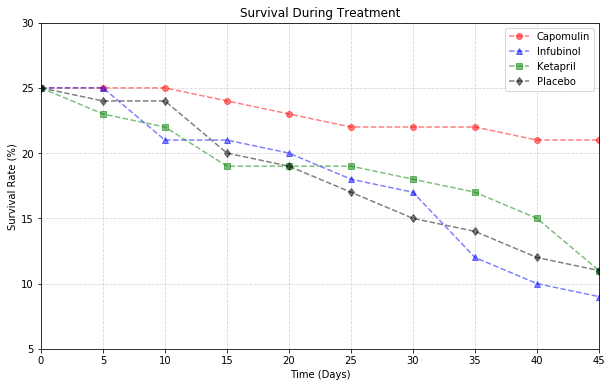 Survival During Treatment
Capomulin
Infubinol
Ketapril
Placebo
Survival Rate (%)
30
25
20
15
10
5
0 5 10 15 20 25 30 35 40 45
Time (Days)